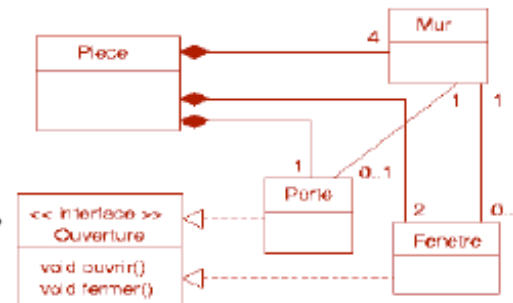 Piece
4
Mur
1
1
1
0..1
2
0..
Porte
Fenetre
<< interface >>
Ouverture
void ouvrir()
void fermer()